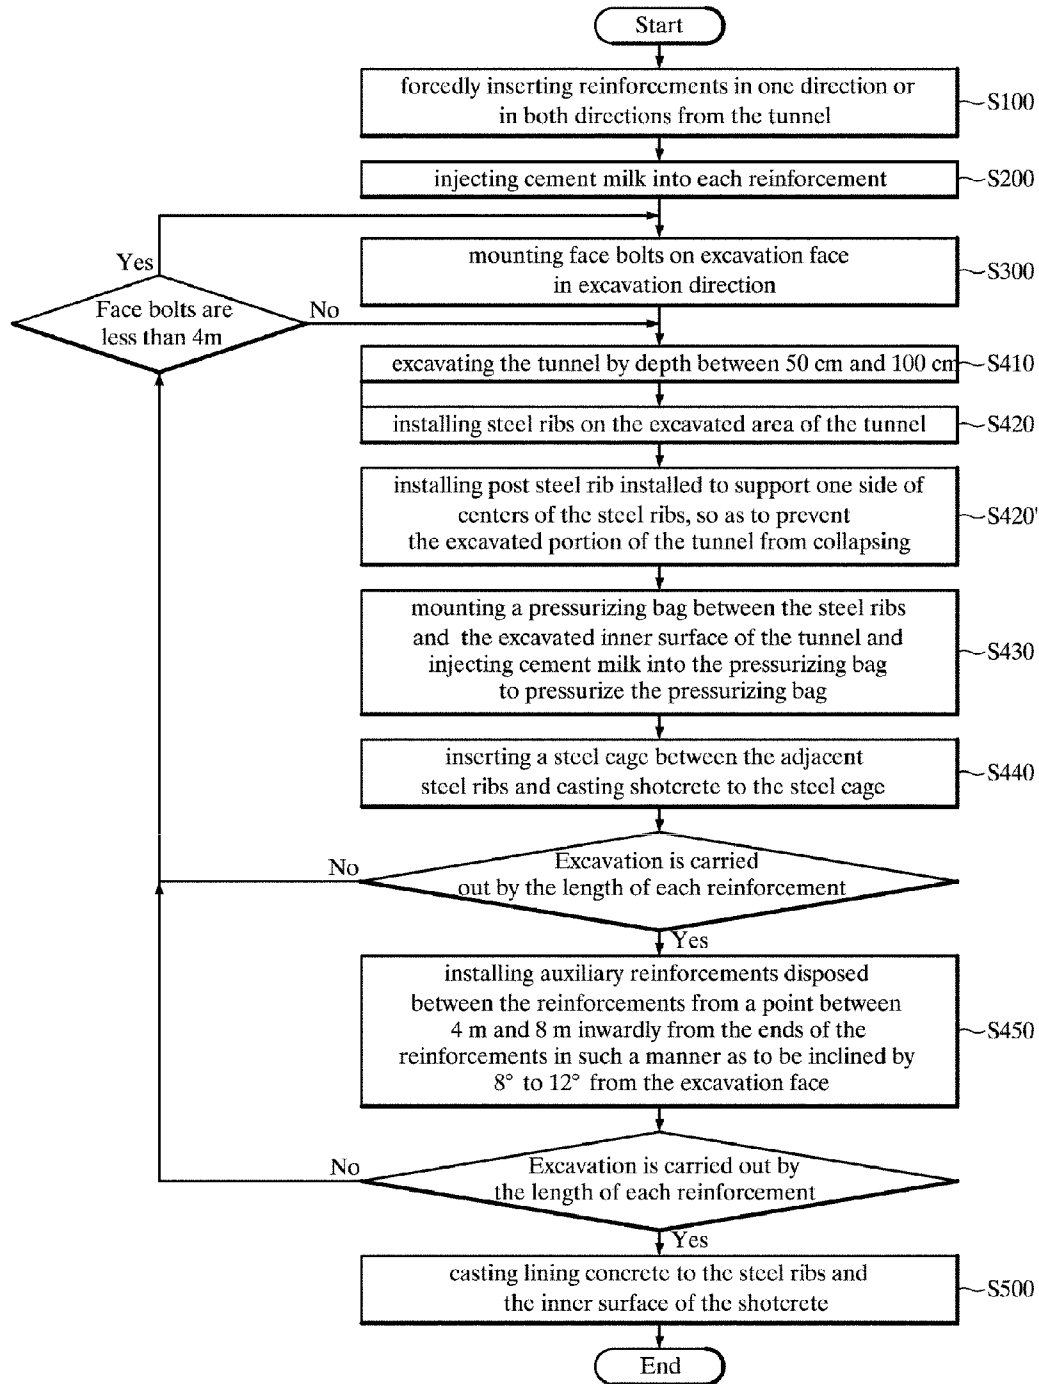 Start
forcedly inserting reinforcements in one direction or
in both directions from the tunnel
S100
injecting cement milk into each reinforcement
S200
mounting face bolts on excavation face
in excavation direction
S300
Yes
Face bolts are
less than 4m
No
excavating the tunnel by depth between 50 cm and 100 cm
S410
installing steel ribs on the excavated area of the tunnel
S420
installing post steel rib installed to support one side of
centers of the steel ribs, so as to prevent
the excavated portion of the tunnel from collapsing
S420'
mounting a pressurizing bag between the steel ribs
and the excavated inner surface of the tunnel and
injecting cement milk into the pressurizing bag
to pressurize the pressurizing bag
S430
inserting a steel cage between the adjacent
steel ribs and casting shotcrete to the steel cage
S440
No
Excavation is carried
out by the length of each reinforcement
Yes
installing auxiliary reinforcements disposed
between the reinforcements from a point between
4 m and 8 m inwardly from the ends of the
reinforcements in such a manner as to be inclined by
8° to 12° from the excavation face
S450
No
Excavation is carried out by
the length of each reinforcement
Yes
casting lining concrete to the steel ribs and
the inner surface of the shotcrete
S500
End